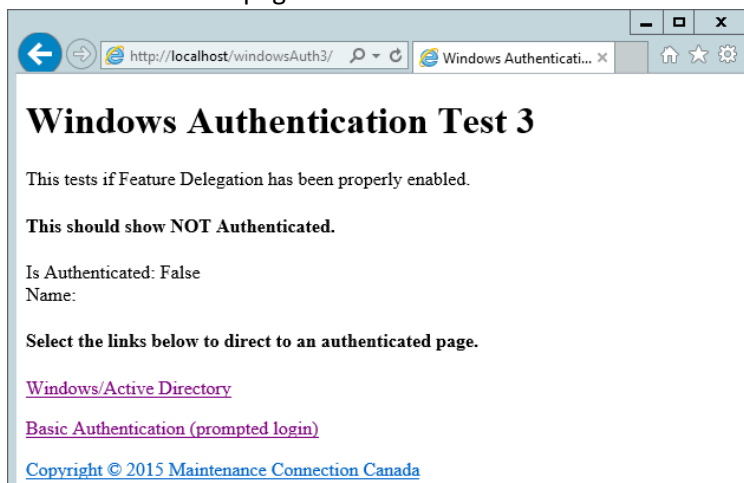 pag
http://localhost/windowsAuth3/
Windows Authenticati...
Windows Authentication Test 3
This tests if Feature Delegation has been properly enabled.
This should show NOT Authenticated.
Is Authenticated: False
Name:
Select the links below to direct to an authenticated page.
Windows/Active Directory
Basic Authentication (prompted login)
Copyright © 2015 Maintenance Connection Canada